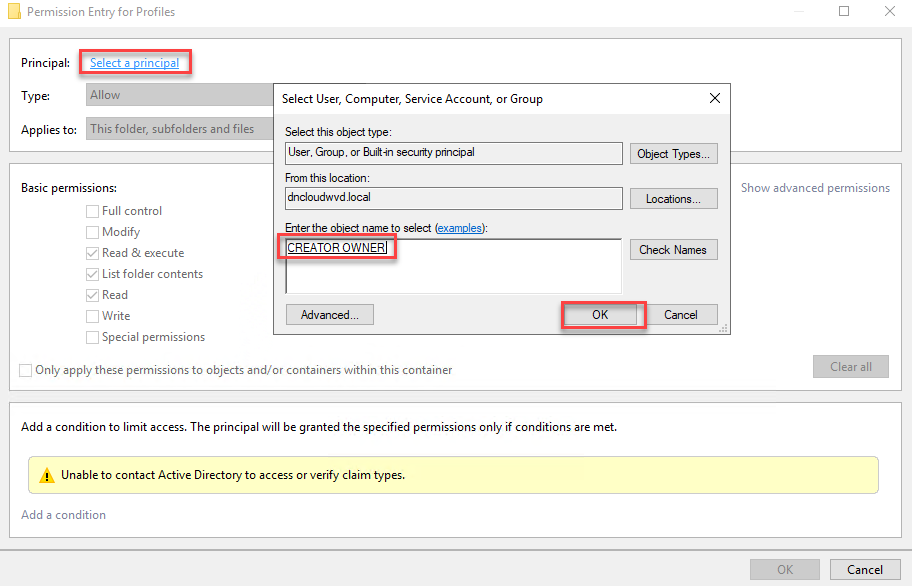 Permission Entry for Profiles
Principal: Select a principal
Type: Allow
Applies to: This folder, subfolders and files
Select User, Computer, Service Account, or Group
Select this object type:
User, Group, or Built-in security principal
Object Types...
From this location:
dncloudwvd.local
Locations...
Enter the object name to select (examples):
CREATOR OWNER
Check Names
Advanced...
OK
Cancel
Basic permissions:
Show advanced permissions
Full control
Modify
Read & execute
List folder contents
Read
Write
Special permissions
Only apply these permissions to objects and/or containers within this container
Clear all
Add a condition to limit access. The principal will be granted the specified permissions only if conditions are met.
Unable to contact Active Directory to access or verify claim types.
Add a condition
OK
Cancel